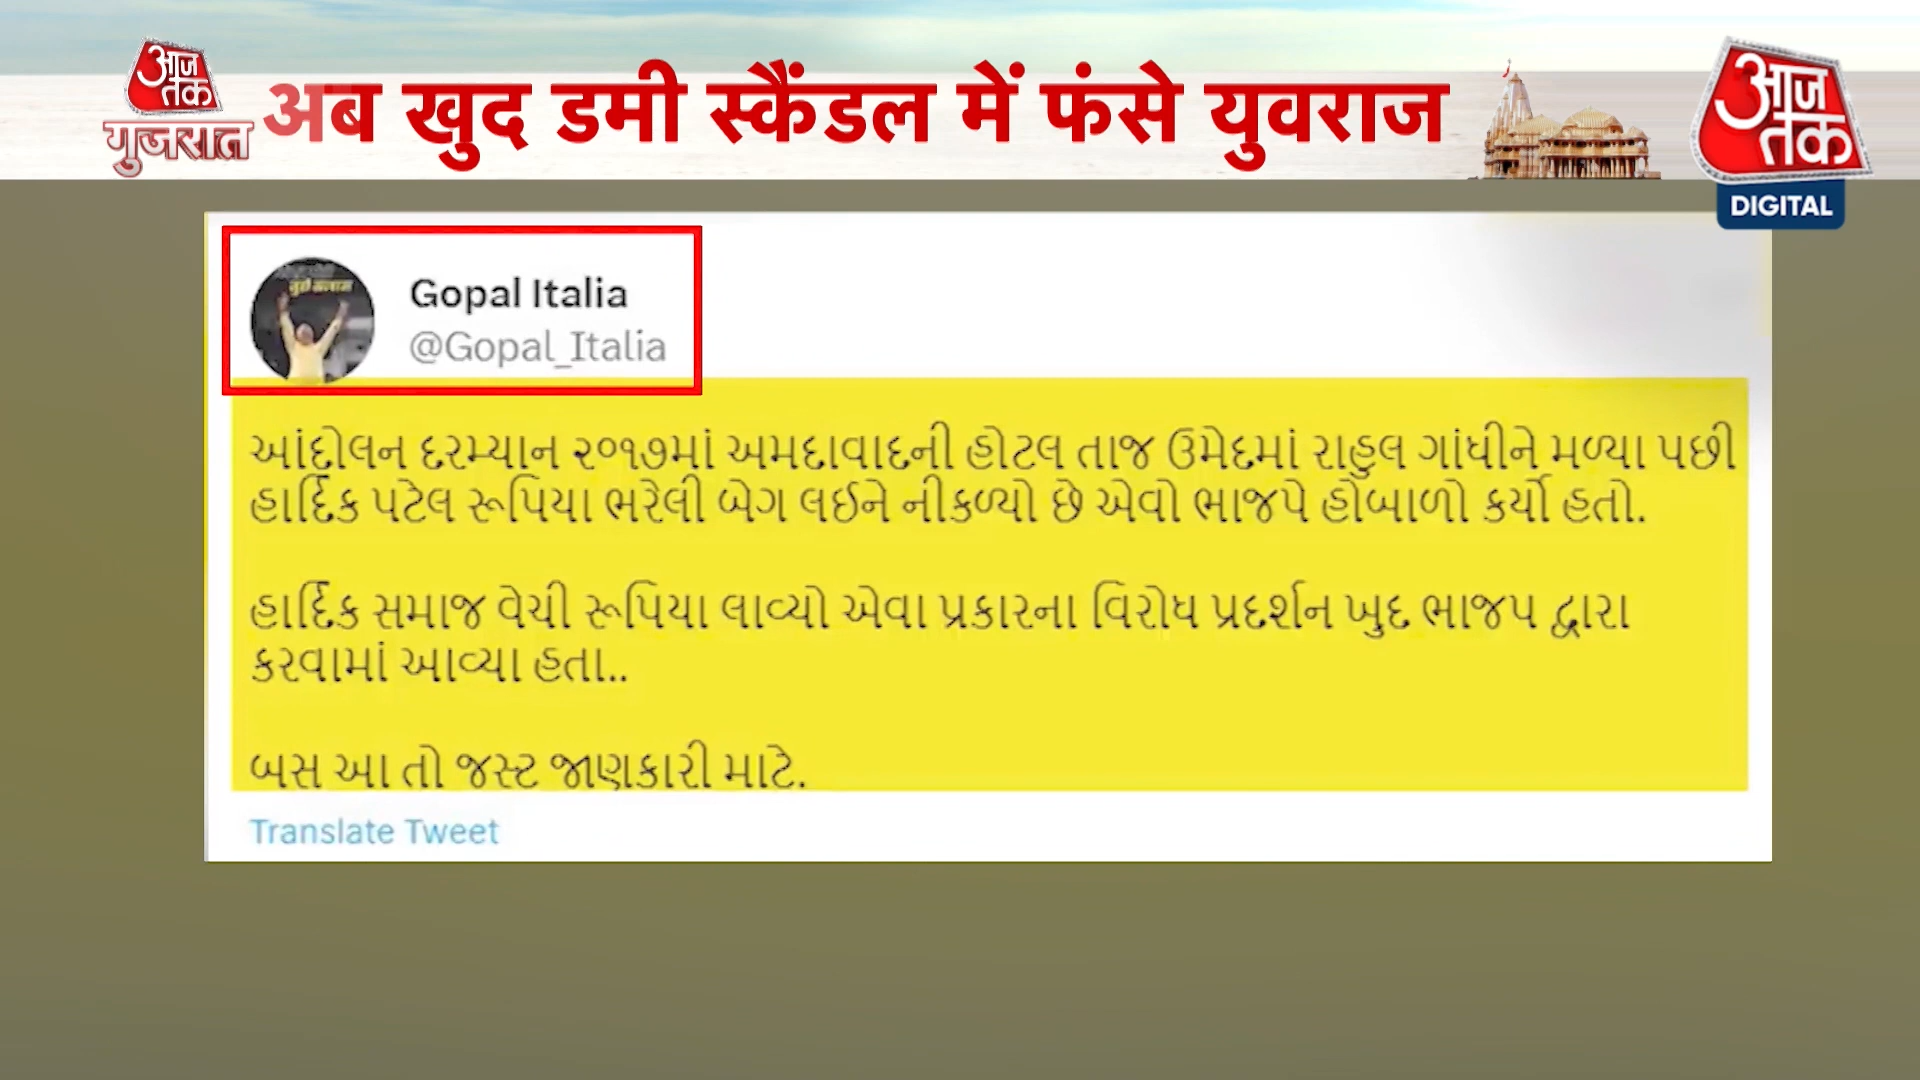 आज तक
गुजरात
अब खुद डमी स्कैंडल में फंसे युवराज
आज तक
DIGITAL
Gopal Italia
@Gopal_Italia
આંદોલન દરમ્યાન ૨૦૧૭માં અમદાવાદની હોટલ તાજ ઉમેદમાં રાહુલ ગાંધીને મળ્યા પછી
હાર્દિક પટેલ રૂપિયા ભરેલી બેગ લઈને નીકળ્યો છે એવો ભાજપે હોબાળો કર્યો હતો.
હાર્દિક સમાજ વેચી રૂપિયા લાવ્યો એવા પ્રકારના વિરોધ પ્રદર્શન ખુદ ભાજપ દ્વારા
કરવામાં આવ્યા હતા..
બસ આ તો જસ્ટ જાણકારી માટે.
Translate Tweet